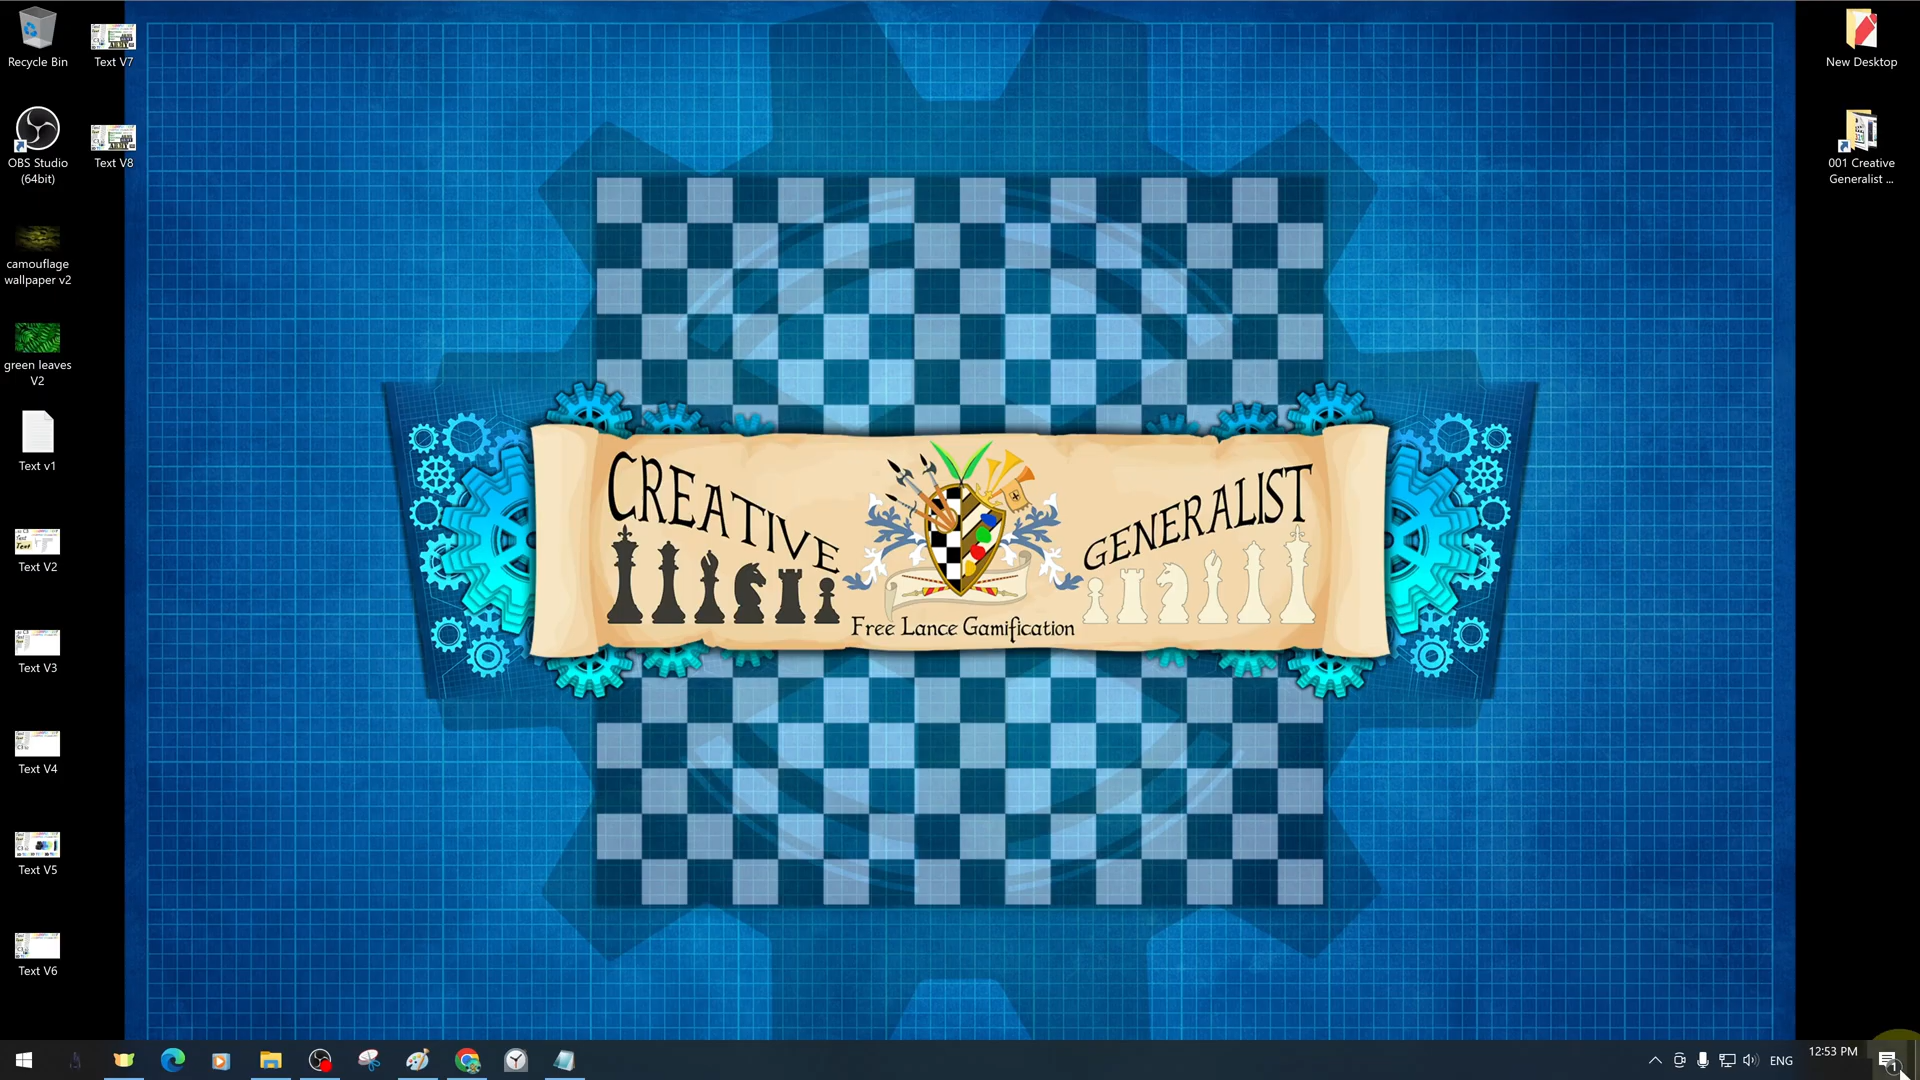 Recycle Bin
Text V7
New Desktop
OBS Studio
(64bit)
Text V8
001 Creative
Generalist ...
camouflage
wallpaper v2
green leaves
V2
Text v1
CREATIVE
GENERALIST
Free Lance Gamification
Text V2
Text V3
Text V4
Text V5
Text V6
ENG
12:53 PM
1